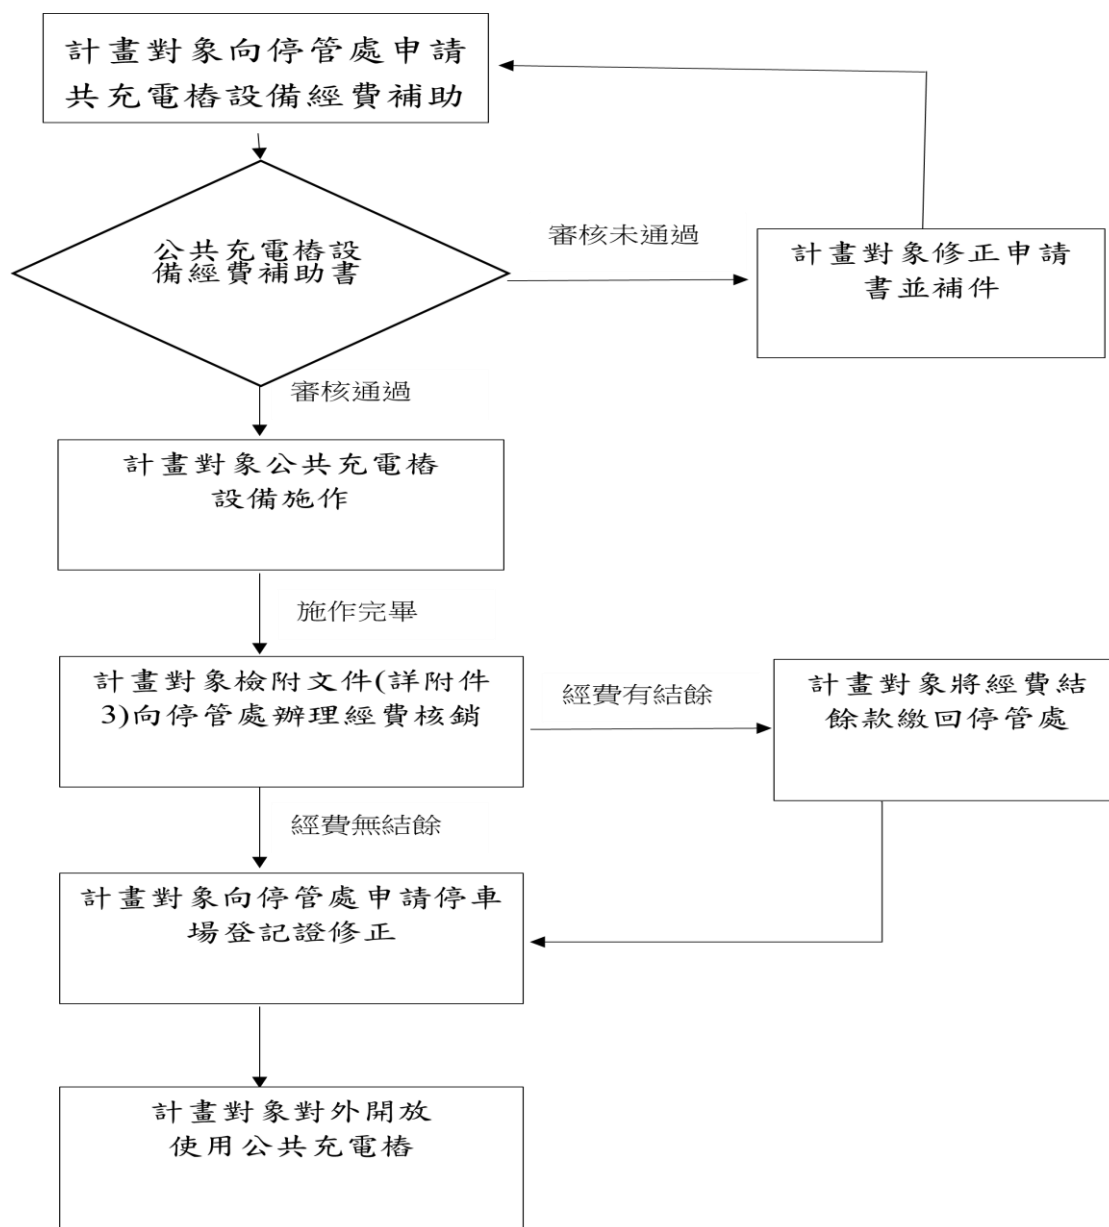 計畫對象向停管處申請
共充電樁設備經費補助
公共充電樁設
備經費補助書
審核未通過
計畫對象修正申請
書並補件
審核通過
計畫對象公共充電樁
設備施作
施作完畢
計畫對象檢附文件(詳附件
3)向停管處辦理經費核銷
經費有結餘
計畫對象將經費結
餘款繳回停管處
經費無結餘
計畫對象向停管處申請停車
場登記證修正
計畫對象對外開放
使用公共充電樁